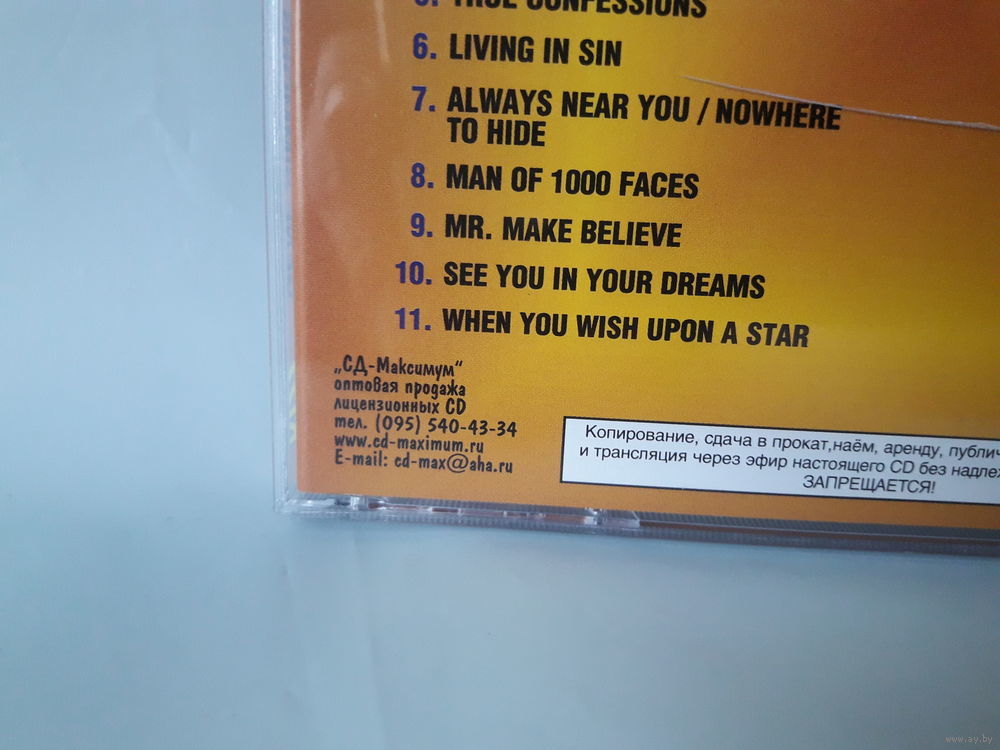 5. TRUE CONFESSIONS
6. LIVING IN SIN
7. ALWAYS NEAR YOU / NOWHERE
TO HIDE
8. MAN OF 1000 FACES
9. MR. MAKE BELIEVE
10. SEE YOU IN YOUR DREAMS
11. WHEN YOU WISH UPON A STAR
„СД-Максимум“
оптовая продажа
лицензионных CD
тел. (095) 540-43-34
www.cd-maximum.ru
E-mail: cd-max@aha.ru
Копирование, сдача в прокат,наём, аренду,
и трансляция через эфир настоящего CD без
ЗАПРЕЩАЕТСЯ!
www.ay.by